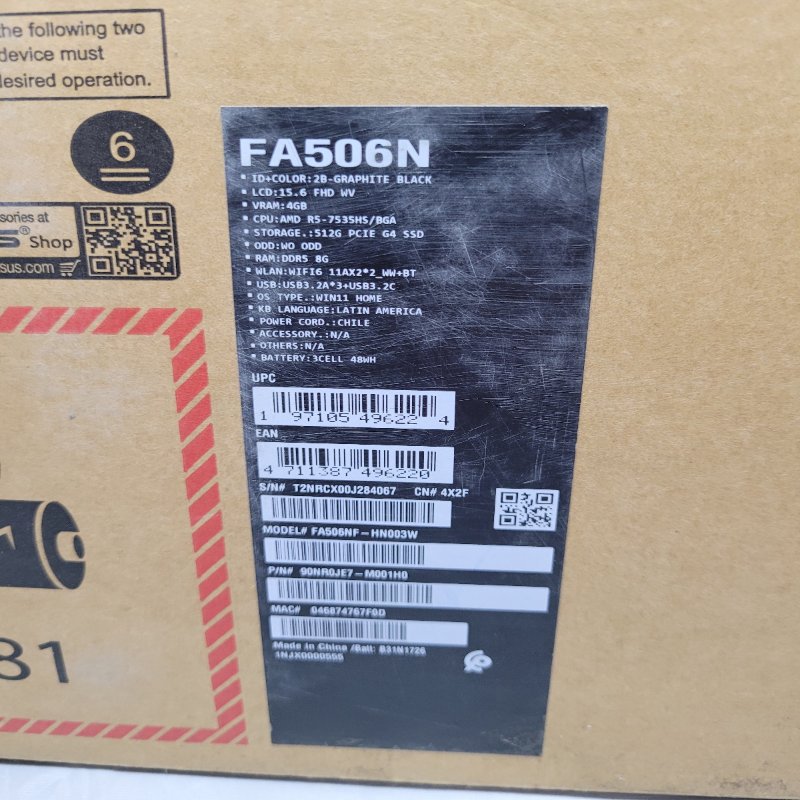 the following two
device must
desired operation.
6
sories at
S® Shop
sus.com
FA506N
• ID+COLOR:2B-GRAPHITE BLACK
• LCD:15.6 FHD WV
• VRAM:4GB
• CPU:AMD R5-7535HS/BGA
• STORAGE.:512G PCIE G4 SSD
• ODD:WO ODD
• RAM:DDR5 8G
• WLAN:WIFI6 11AX2*2_WW+BT
• USB:USB3.2A*3+USB3.2C
• OS TYPE.:WIN11 HOME
• KB LANGUAGE:LATIN AMERICA
• POWER CORD.:CHILE
• ACCESSORY.:N/A
• OTHERS:N/A
• BATTERY:3CELL 48WH
UPC
1 97105 49622 4
EAN
4 711387 496220
S/N# T2NRCX00J284067 CN# 4X2F
MODEL# FA506NF-HN003W
P/N# 90NR0JE7-M001H0
MAC# 046874767F0D
Made in China /Batt: B31N1726
1NJX0000555
81